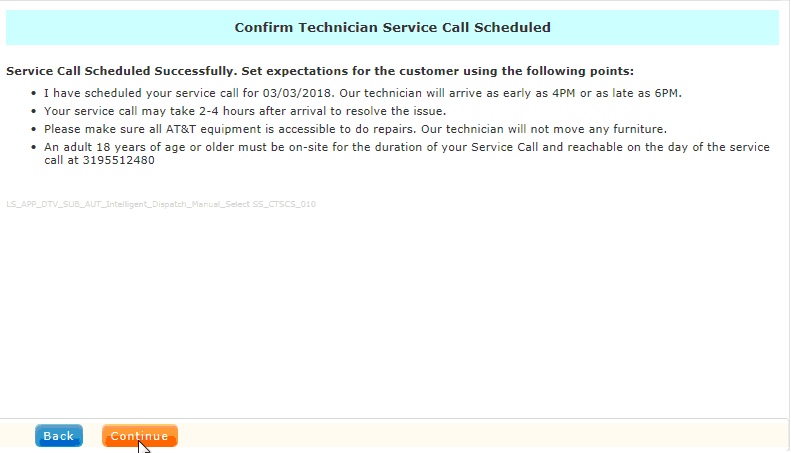 Confirm Technician Service Call Scheduled
Service Call Scheduled Successfully. Set expectations for the customer using the following points:
• I have scheduled your service call for 03/03/2018. Our technician will arrive as early as 4PM or as late as 6PM.
• Your service call may take 2-4 hours after arrival to resolve the issue.
• Please make sure all AT&T equipment is accessible to do repairs. Our technician will not move any furniture.
• An adult 18 years of age or older must be on-site for the duration of your Service Call and reachable on the day of the service
call at 3195512480
LS_APP_DTV_SUB_AUT_Intelligent_Dispatch_Manual_Select SS_CTSCS_010
Back Continue